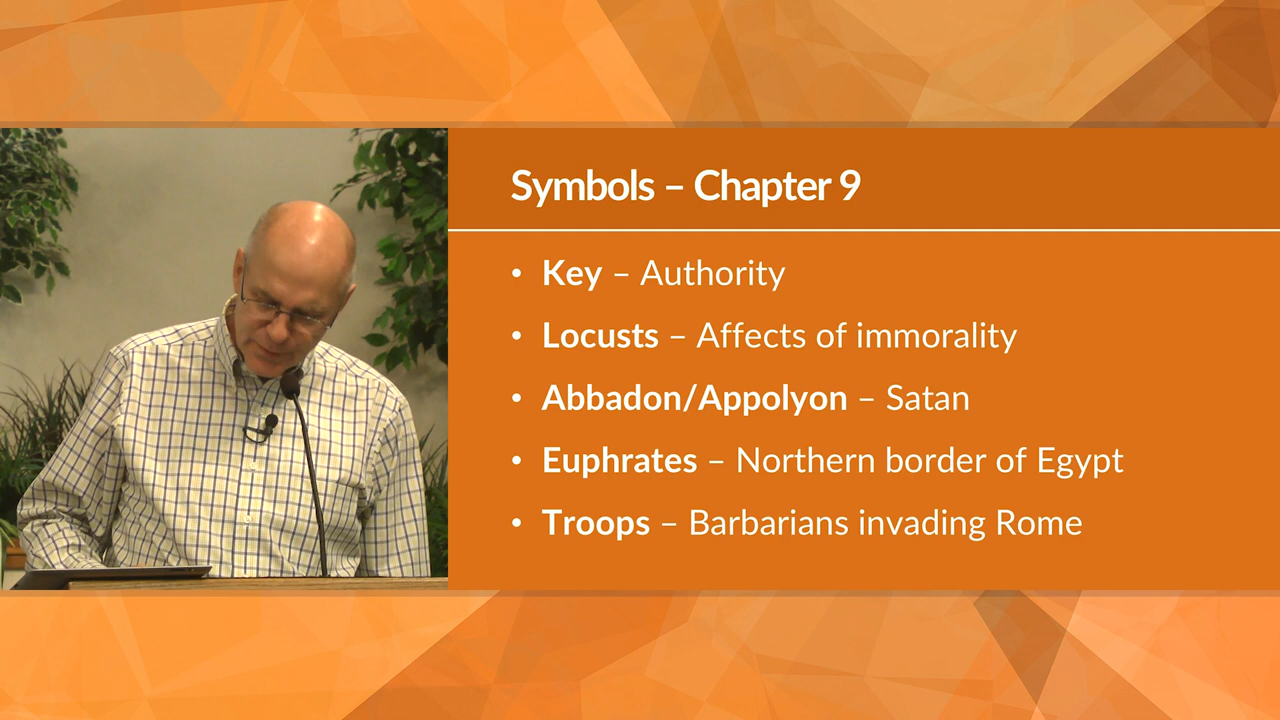 Symbols – Chapter 9
• Key – Authority
• Locusts – Affects of immorality
• Abbadon/Appolyon – Satan
• Euphrates – Northern border of Egypt
• Troops – Barbarians invading Rome